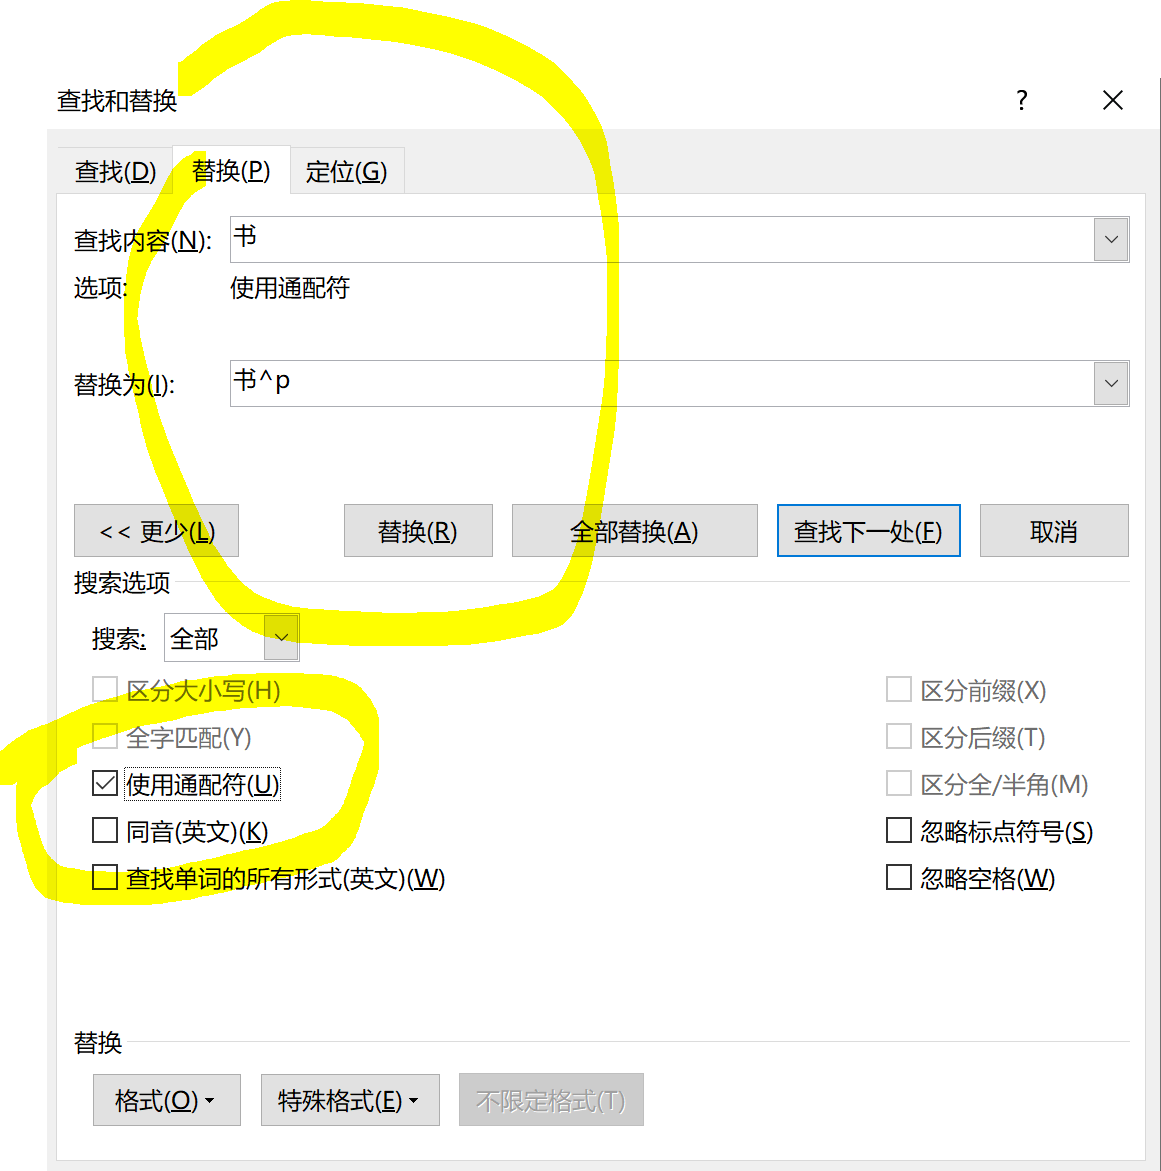 查找和替换 ?
查找(D) 替换(P) 定位(G)
查找内容(N): 书
选项: 使用通配符
替换为(I): 书^p
<< 更少(L) 替换(R) 全部替换(A) 查找下一处(F) 取消
搜索选项
搜索: 全部
区分大小写(H) 区分前缀(X)
全字匹配(Y) 区分后缀(T)
使用通配符(U) 区分全/半角(M)
同音(英文)(K) 忽略标点符号(S)
查找单词的所有形式(英文)(W) 忽略空格(W)
替换
格式(O) 特殊格式(E) 不限定格式(T)